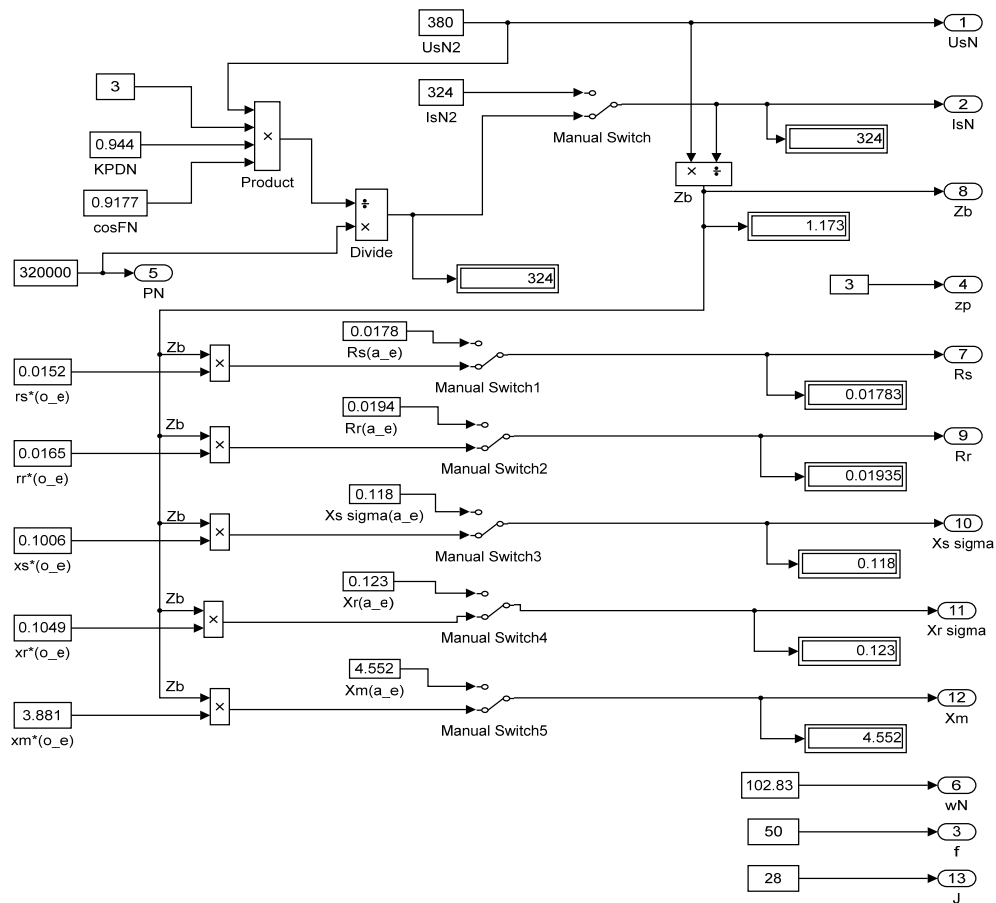 380
UsN2
1
UsN
3
324
IsN2
Manual Switch
2
IsN
324
0.944
KPDN
×
Product
0.9177
cosFN
× ÷
Zb
8
Zb
÷
×
Divide
1.173
320000
5
PN
324
3
4
zp
0.0178
Rs(a_e)
Zb
×
0.0152
rs*(o_e)
Manual Switch1
7
Rs
0.01783
0.0194
Rr(a_e)
Zb
×
0.0165
rr*(o_e)
Manual Switch2
9
Rr
0.01935
0.118
Xs sigma(a_e)
Zb
×
0.1006
xs*(o_e)
Manual Switch3
10
Xs sigma
0.118
0.123
Xr(a_e)
Zb
×
0.1049
xr*(o_e)
Manual Switch4
11
Xr sigma
0.123
4.552
Xm(a_e)
Zb
×
3.881
xm*(o_e)
Manual Switch5
12
Xm
4.552
102.83
6
wN
50
3
f
28
13
J